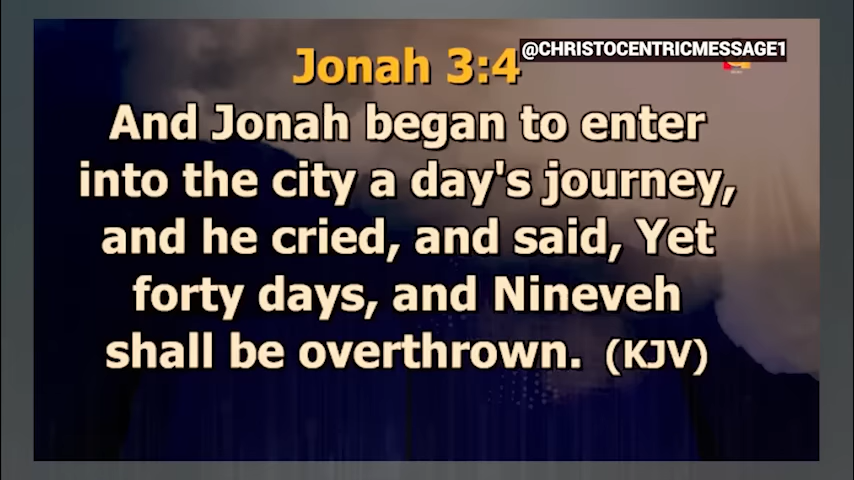 @CHRISTOCENTRICMESSAGE1
Jonah 3:4
And Jonah began to enter
into the city a day's journey,
and he cried, and said, Yet
forty days, and Nineveh
shall be overthrown. (KJV)